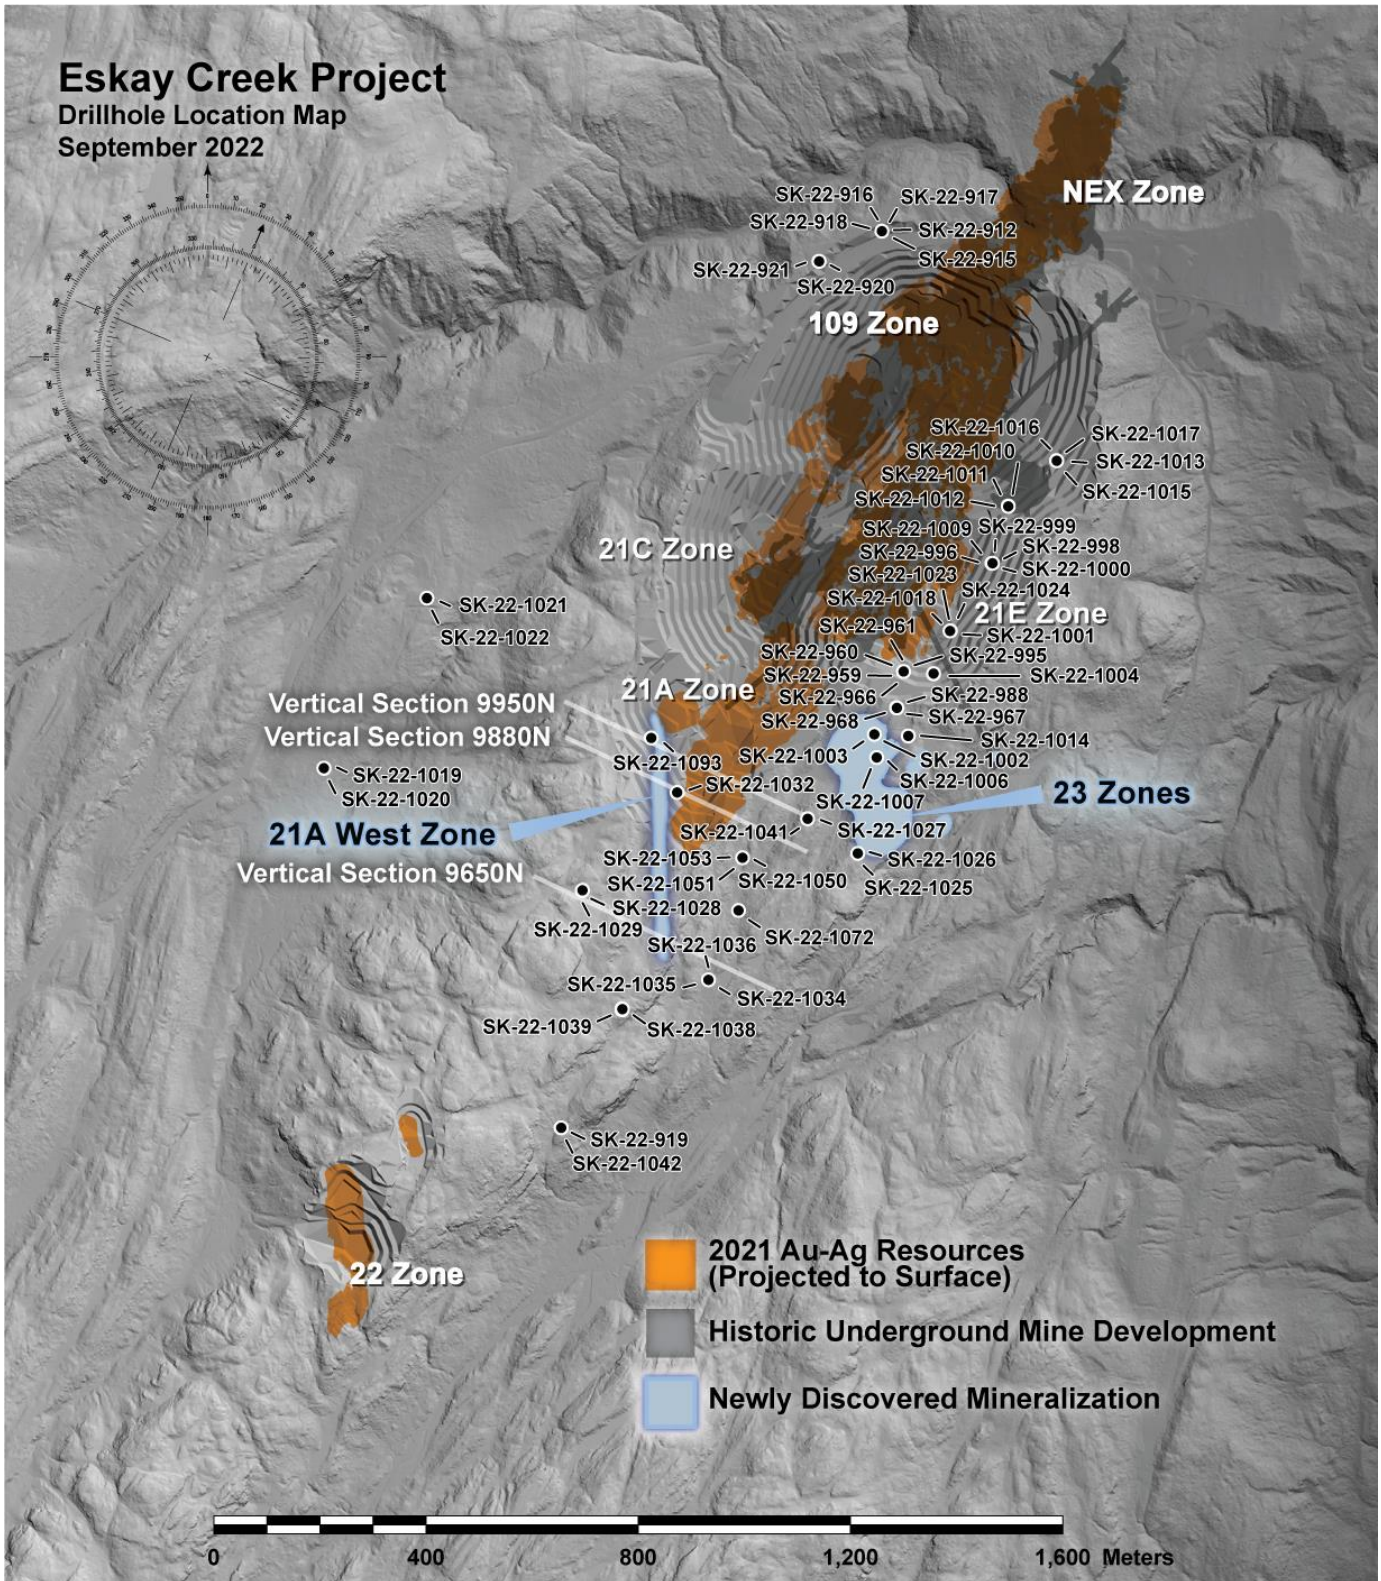 Eskay Creek Project
Drillhole Location Map
September 2022
NEX Zone
SK-22-916
SK-22-917
SK-22-918
SK-22-912
SK-22-915
SK-22-921
SK-22-920
109 Zone
SK-22-1016
SK-22-1017
SK-22-1010
SK-22-1013
SK-22-1011
SK-22-1015
SK-22-1012
SK-22-1009
SK-22-999
SK-22-998
SK-22-996
SK-22-1000
21C Zone
SK-22-1023
SK-22-1024
SK-22-1018
21E Zone
SK-22-1021
SK-22-1022
SK-22-961
SK-22-1001
SK-22-960
SK-22-995
SK-22-959
SK-22-1004
21A Zone
SK-22-966
SK-22-988
SK-22-968
SK-22-967
Vertical Section 9950N
Vertical Section 9880N
SK-22-1014
SK-22-1003
SK-22-1002
SK-22-1093
SK-22-1019
SK-22-1020
SK-22-1032
SK-22-1006
23 Zones
SK-22-1007
21A West Zone
SK-22-1041
SK-22-1027
SK-22-1053
SK-22-1026
SK-22-1051
SK-22-1050
SK-22-1025
Vertical Section 9650N
SK-22-1028
SK-22-1029
SK-22-1072
SK-22-1036
SK-22-1035
SK-22-1034
SK-22-1039
SK-22-1038
SK-22-919
SK-22-1042
22 Zone
2021 Au-Ag Resources
(Projected to Surface)
Historic Underground Mine Development
Newly Discovered Mineralization
0 400 800 1,200 1,600 Meters